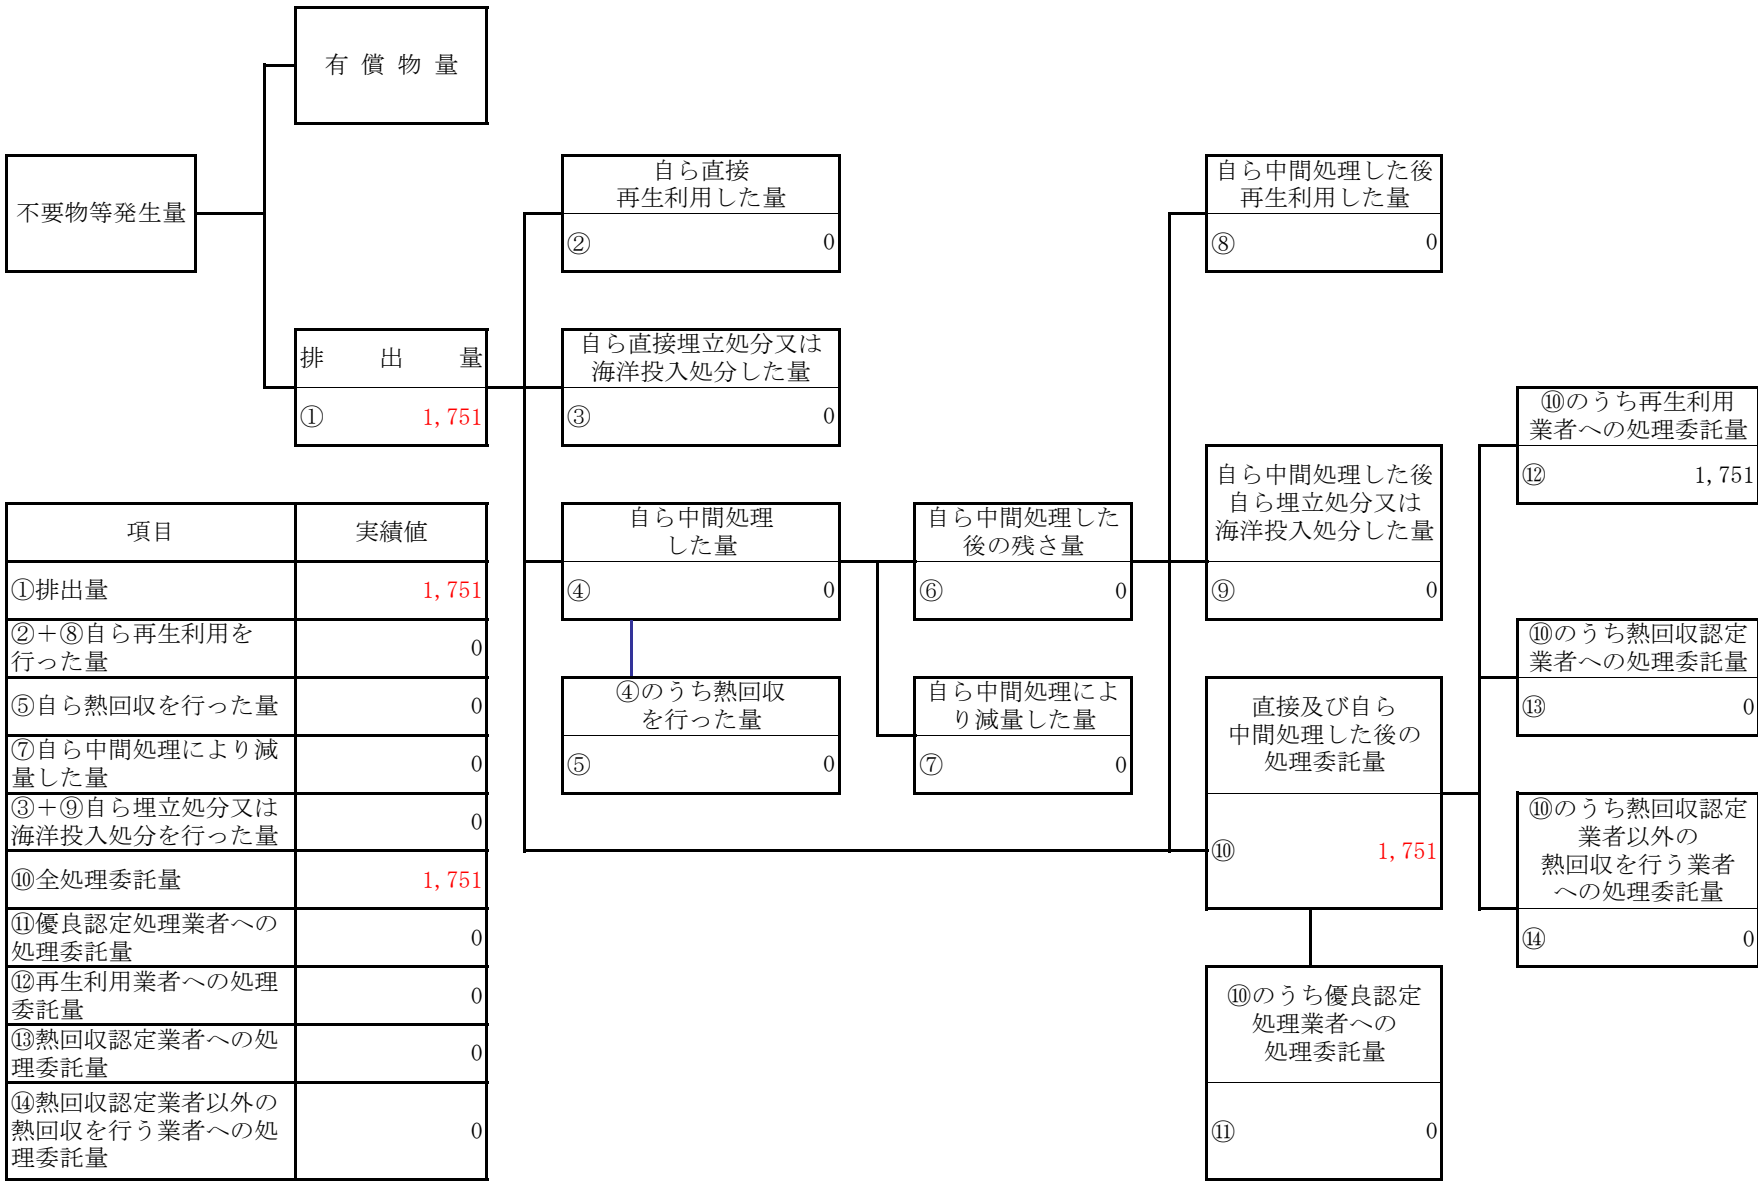 有償物量
不要物等発生量
排出量
① 1,751
自ら直接
再生利用した量
② 0
自ら直接埋立処分又は
海洋投入処分した量
③ 0
自ら中間処理
した量
④ 0
④のうち熱回収
を行った量
⑤ 0
自ら中間処理した
後の残さ量
⑥ 0
自ら中間処理によ
り減量した量
⑦ 0
自ら中間処理した後
再生利用した量
⑧ 0
自ら中間処理した後
自ら埋立処分又は
海洋投入処分した量
⑨ 0
直接及び自ら
中間処理した後の
処理委託量
⑩ 1,751
⑩のうち優良認定
処理業者への
処理委託量
⑪ 0
⑩のうち再生利用
業者への処理委託量
⑫ 1,751
⑩のうち熱回収認定
業者への処理委託量
⑬ 0
⑩のうち熱回収認定
業者以外の
熱回収を行う業者
への処理委託量
⑭ 0
項目 実績値
①排出量 1,751
②+⑧自ら再生利用を
行った量 0
⑤自ら熱回収を行った量 0
⑦自ら中間処理により減
量した量 0
③+⑨自ら埋立処分又は
海洋投入処分を行った量 0
⑩全処理委託量 1,751
⑪優良認定処理業者への
処理委託量 0
⑫再生利用業者への処理
委託量 0
⑬熱回収認定業者への処
理委託量 0
⑭熱回収認定業者以外の
熱回収を行う業者への処
理委託量 0